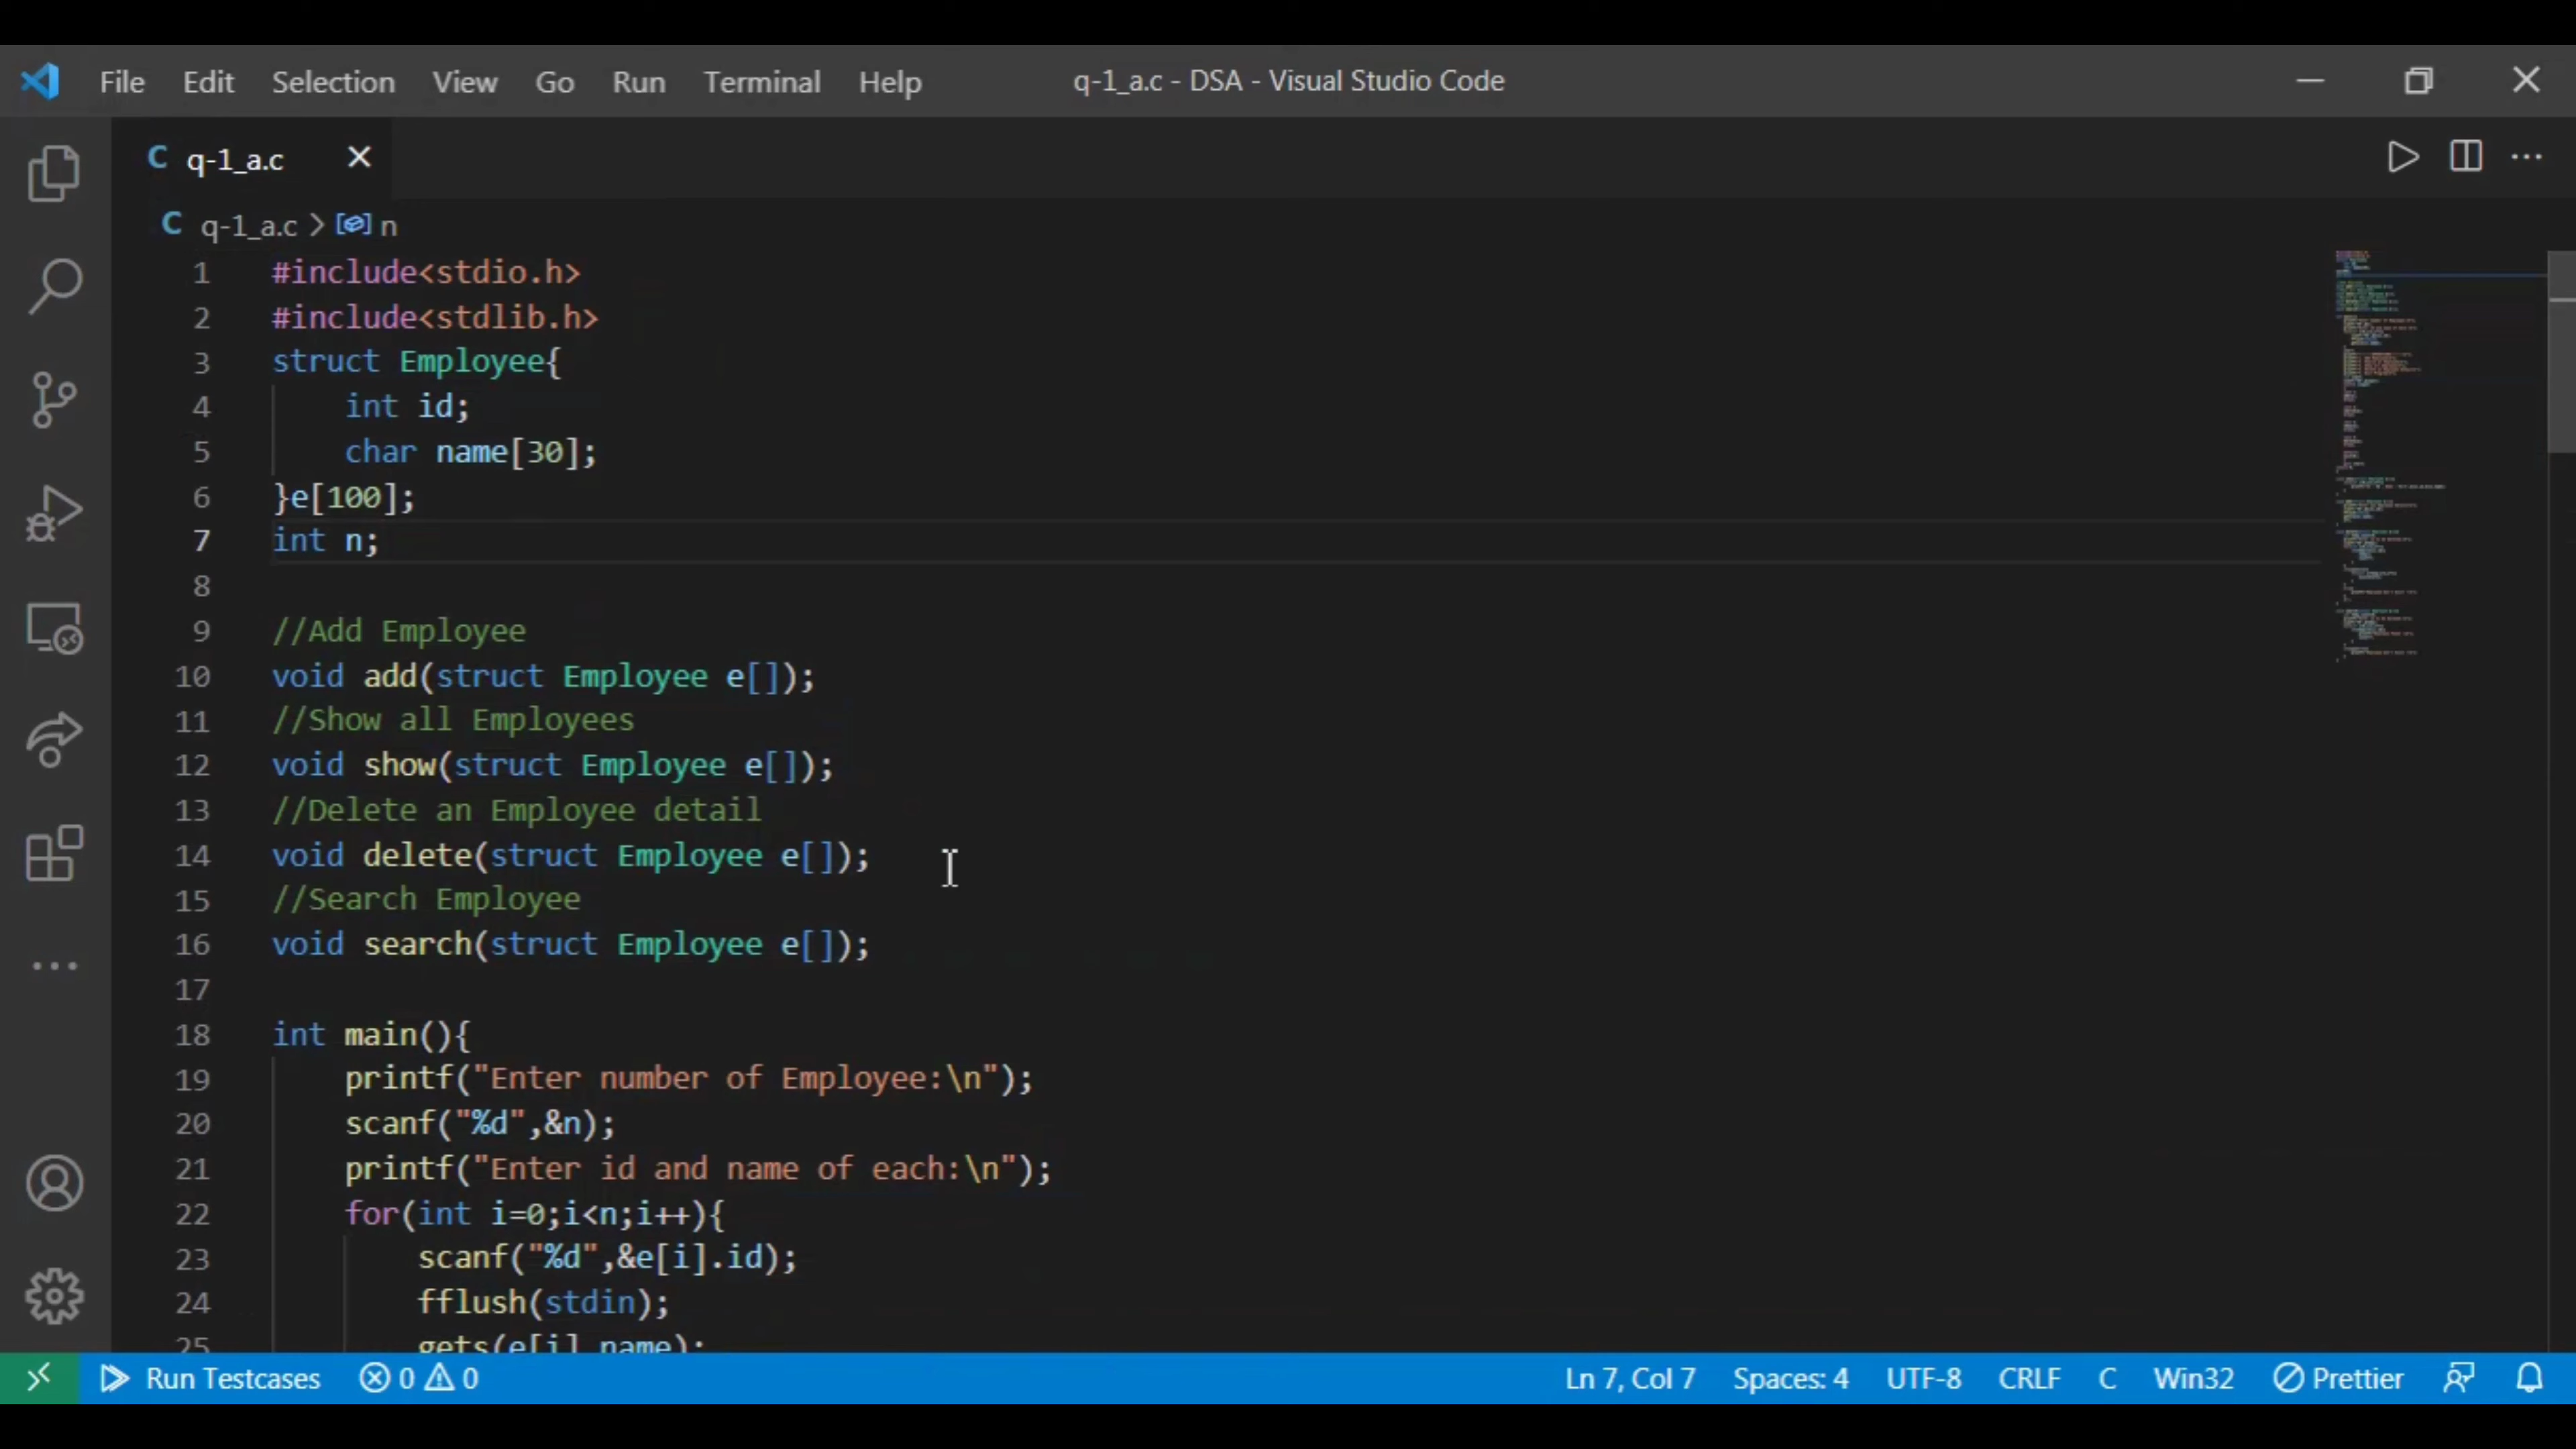 File Edit Selection View Go Run Terminal Help q-1_a.c - DSA - Visual Studio Code
C q-1_a.c
C q-1_a.c > n
1 #include<stdio.h>
2 #include<stdlib.h>
3 struct Employee{
4 int id;
5 char name[30];
6 }e[100];
7 int n;
8
9 //Add Employee
10 void add(struct Employee e[]);
11 //Show all Employees
12 void show(struct Employee e[]);
13 //Delete an Employee detail
14 void delete(struct Employee e[]);
15 //Search Employee
16 void search(struct Employee e[]);
17
18 int main(){
19 printf("Enter number of Employee:\n");
20 scanf("%d",&n);
21 printf("Enter id and name of each:\n");
22 for(int i=0;i<n;i++){
23 scanf("%d",&e[i].id);
24 fflush(stdin);
25 gets(e[i].name);
Run Testcases 0 0 Ln 7, Col 7 Spaces: 4 UTF-8 CRLF C Win32 Prettier